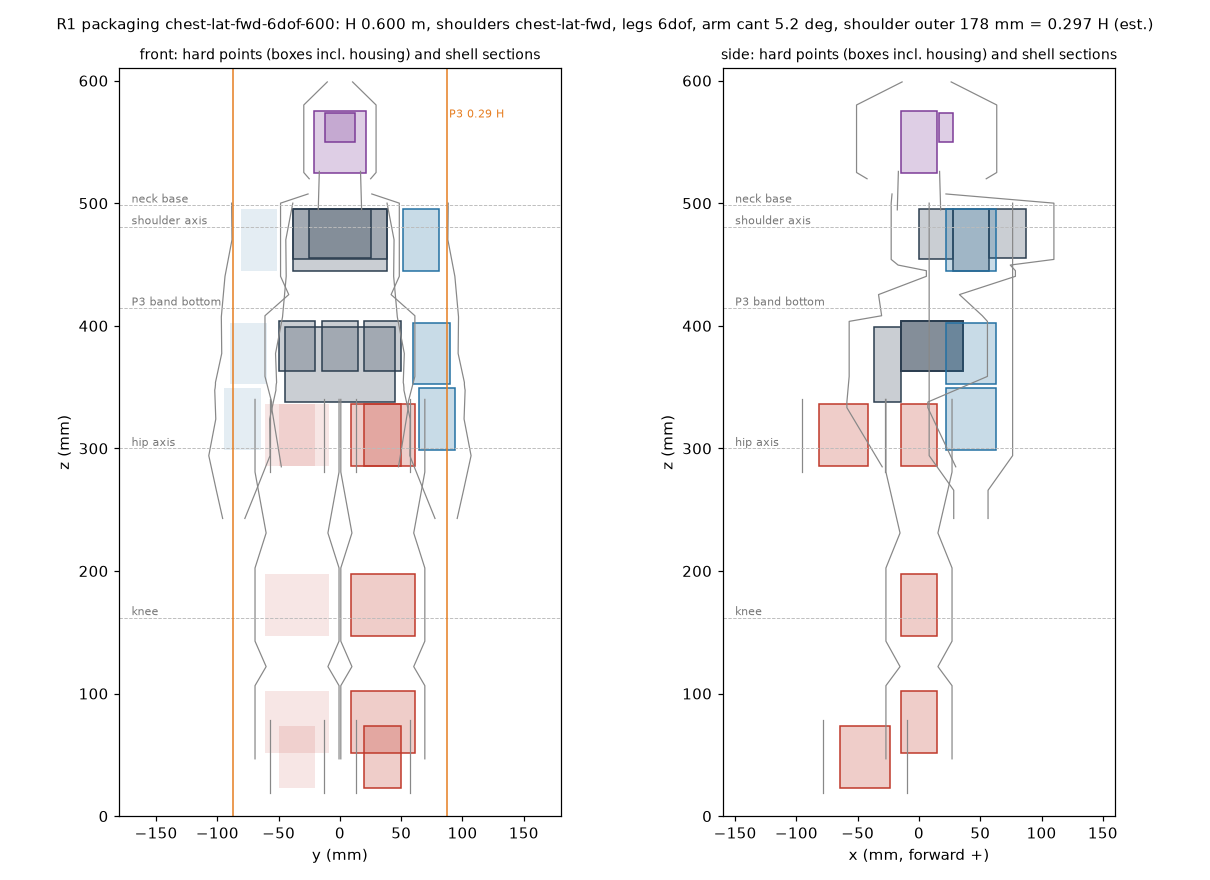 R1 packaging chest-lat-fwd-6dof-600: H 0.600 m, shoulders chest-lat-fwd, legs 6dof, arm cant 5.2 deg, shoulder outer 178 mm = 0.297 H (est.)
front: hard points (boxes incl. housing) and shell sections
600
500
400
300
200
100
0
z (mm)
P3 0.29 H
neck base
shoulder axis
P3 band bottom
hip axis
knee
−150
−100
−50
0
50
100
150
y (mm)
side: hard points (boxes incl. housing) and shell sections
600
500
400
300
200
100
0
z (mm)
neck base
shoulder axis
P3 band bottom
hip axis
knee
−150
−100
−50
0
50
100
150
x (mm, forward +)